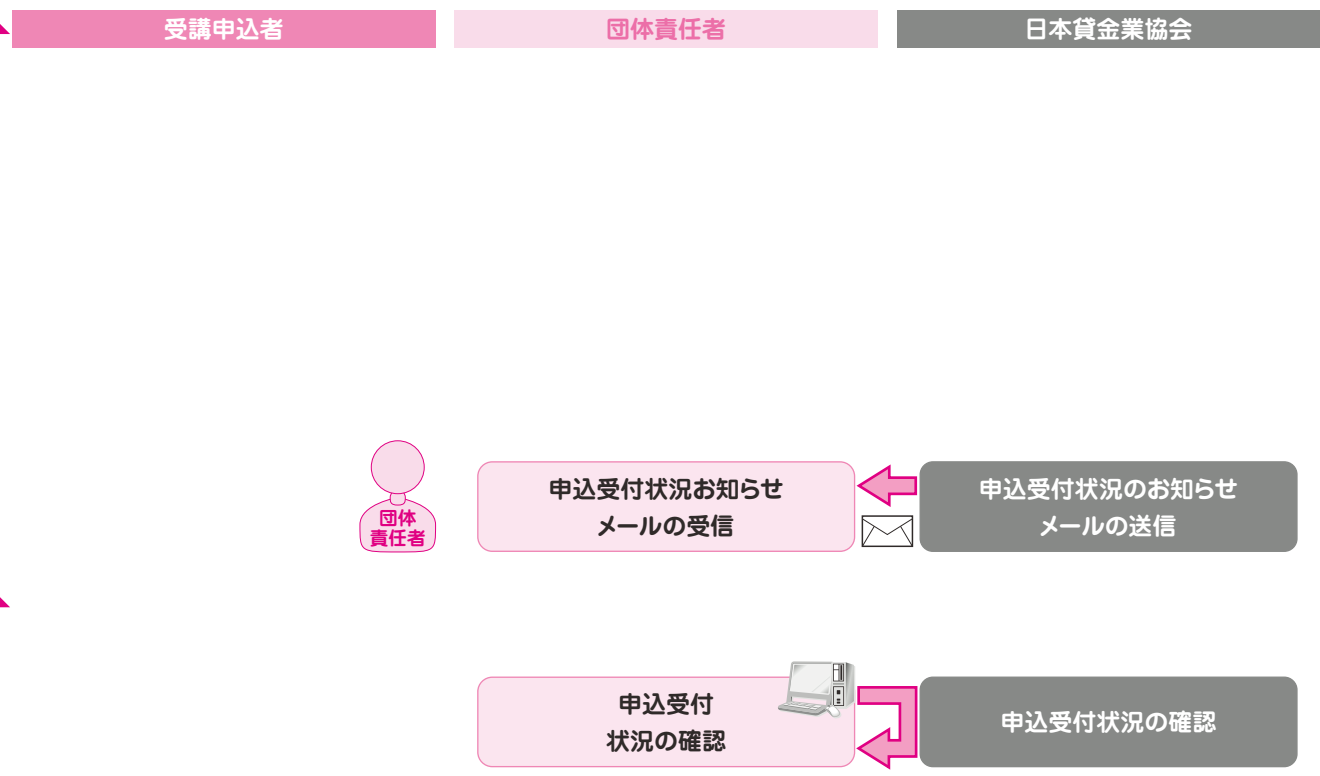 受講申込者
団体責任者
日本貸金業協会
団体
責任者
申込受付状況お知らせ
メールの受信
申込受付状況のお知らせ
メールの送信
申込受付
状況の確認
申込受付状況の確認